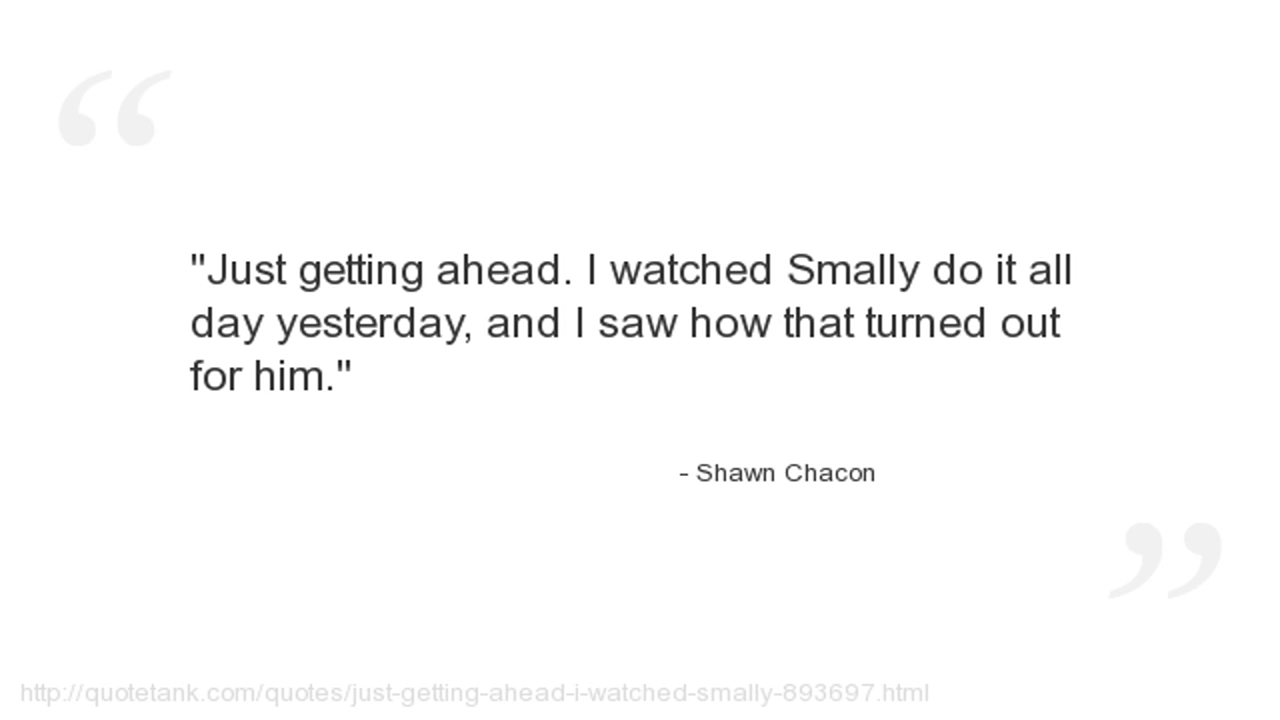 "Just getting ahead. I watched Smally do it all
day yesterday, and I saw how that turned out
for him."
- Shawn Chacon
http://quotetank.com/quotes/just-getting-ahead-i-watched-smally-893697.html